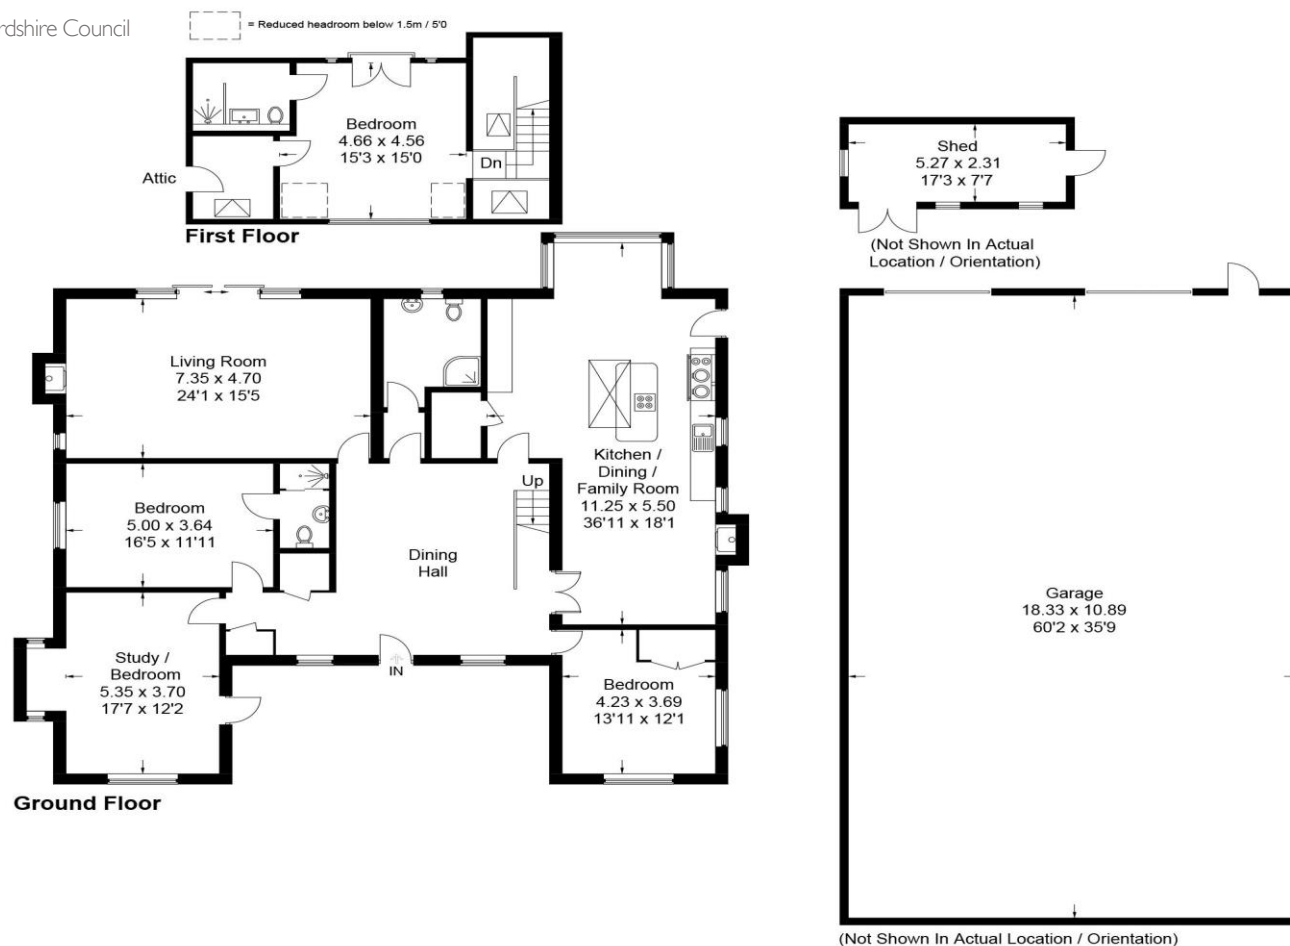 rdshire Council
= Reduced headroom below 1.5m / 5'0
Bedroom
4.66 x 4.56
15'3 x 15'0
Dn
Attic
First Floor
Shed
5.27 x 2.31
17'3 x 7'7
(Not Shown In Actual
Location / Orientation)
Living Room
7.35 x 4.70
24'1 x 15'5
Kitchen /
Dining /
Family Room
11.25 x 5.50
36'11 x 18'1
Up
Bedroom
5.00 x 3.64
16'5 x 11'11
Dining
Hall
Study /
Bedroom
5.35 x 3.70
17'7 x 12'2
IN
Bedroom
4.23 x 3.69
13'11 x 12'1
Ground Floor
Garage
18.33 x 10.89
60'2 x 35'9
(Not Shown In Actual Location / Orientation)